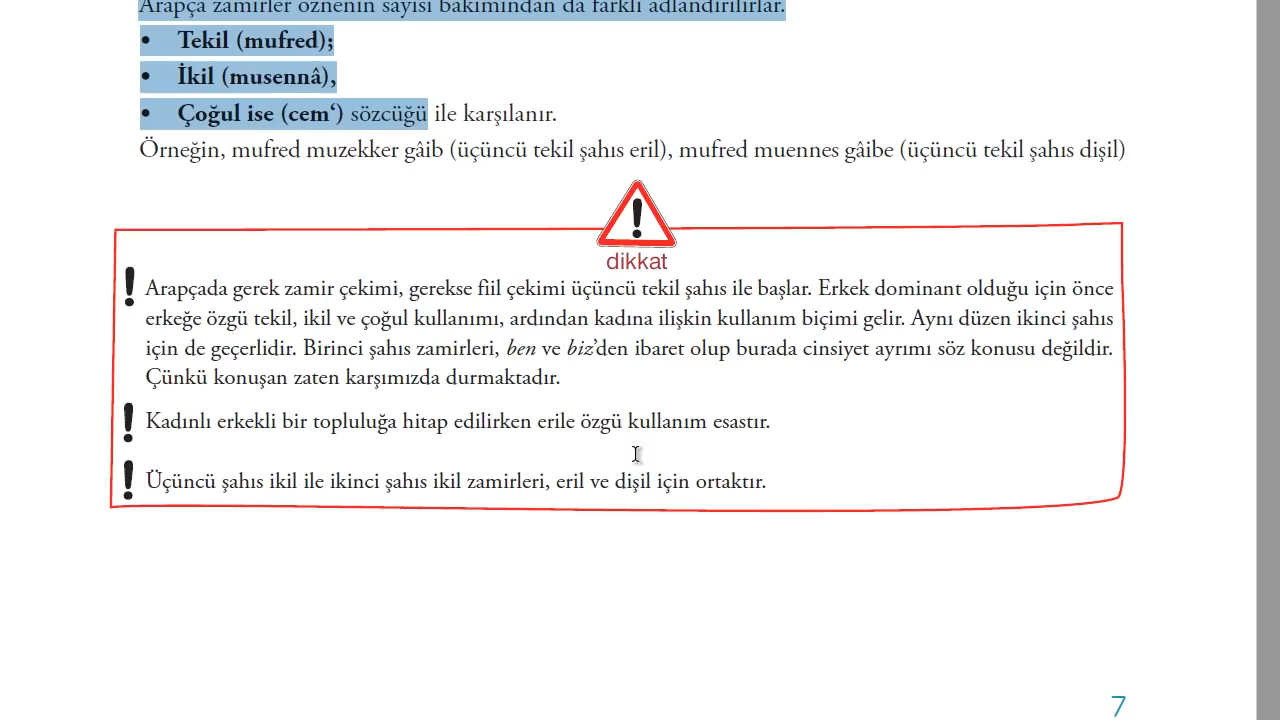 Arapça zamirler öznenin sayısı bakımından da farklı adlandırılırlar.
• Tekil (mufred);
• İkil (musennâ),
• Çoğul ise (cem‘) sözcüğü ile karşılanır.
Örneğin, mufred muzekker gâib (üçüncü tekil şahıs eril), mufred muennes gâibe (üçüncü tekil şahıs dişil)
dikkat
Arapçada gerek zamir çekimi, gerekse fiil çekimi üçüncü tekil şahıs ile başlar. Erkek dominant olduğu için önce
erkeğe özgü tekil, ikil ve çoğul kullanımı, ardından kadına ilişkin kullanım biçimi gelir. Aynı düzen ikinci şahıs
için de geçerlidir. Birinci şahıs zamirleri, ben ve biz’den ibaret olup burada cinsiyet ayrımı söz konusu değildir.
Çünkü konuşan zaten karşımızda durmaktadır.
Kadınlı erkekli bir topluluğa hitap edilirken erile özgü kullanım esastır.
Üçüncü şahıs ikil ile ikinci şahıs ikil zamirleri, eril ve dişil için ortaktır.
7